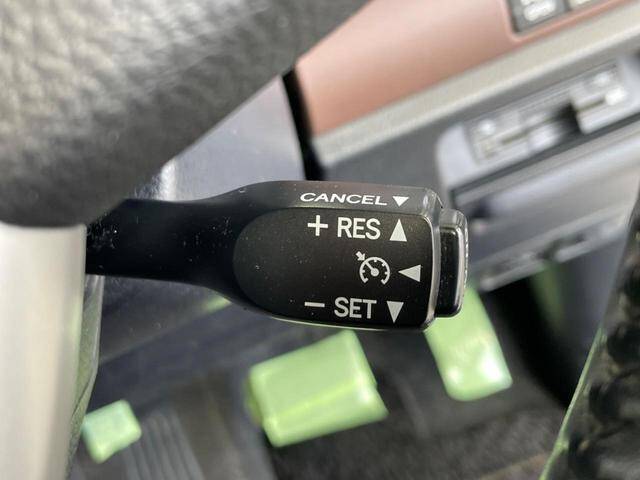 CANCEL ▼
+ RES ▲
◀
− SET ▼